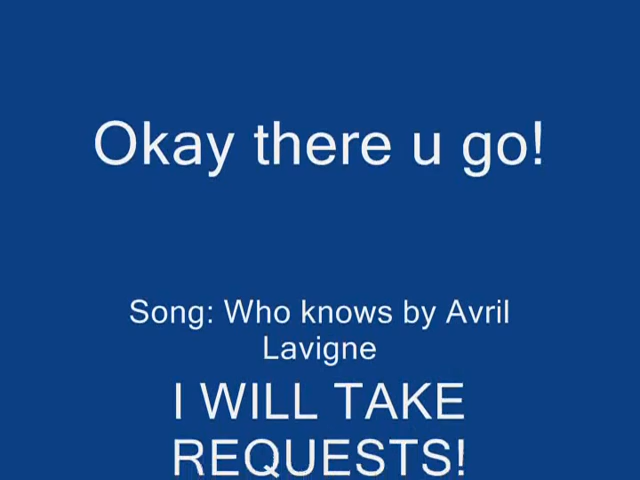 Okay there u go!
Song: Who knows by Avril
Lavigne
I WILL TAKE
REQUESTS!